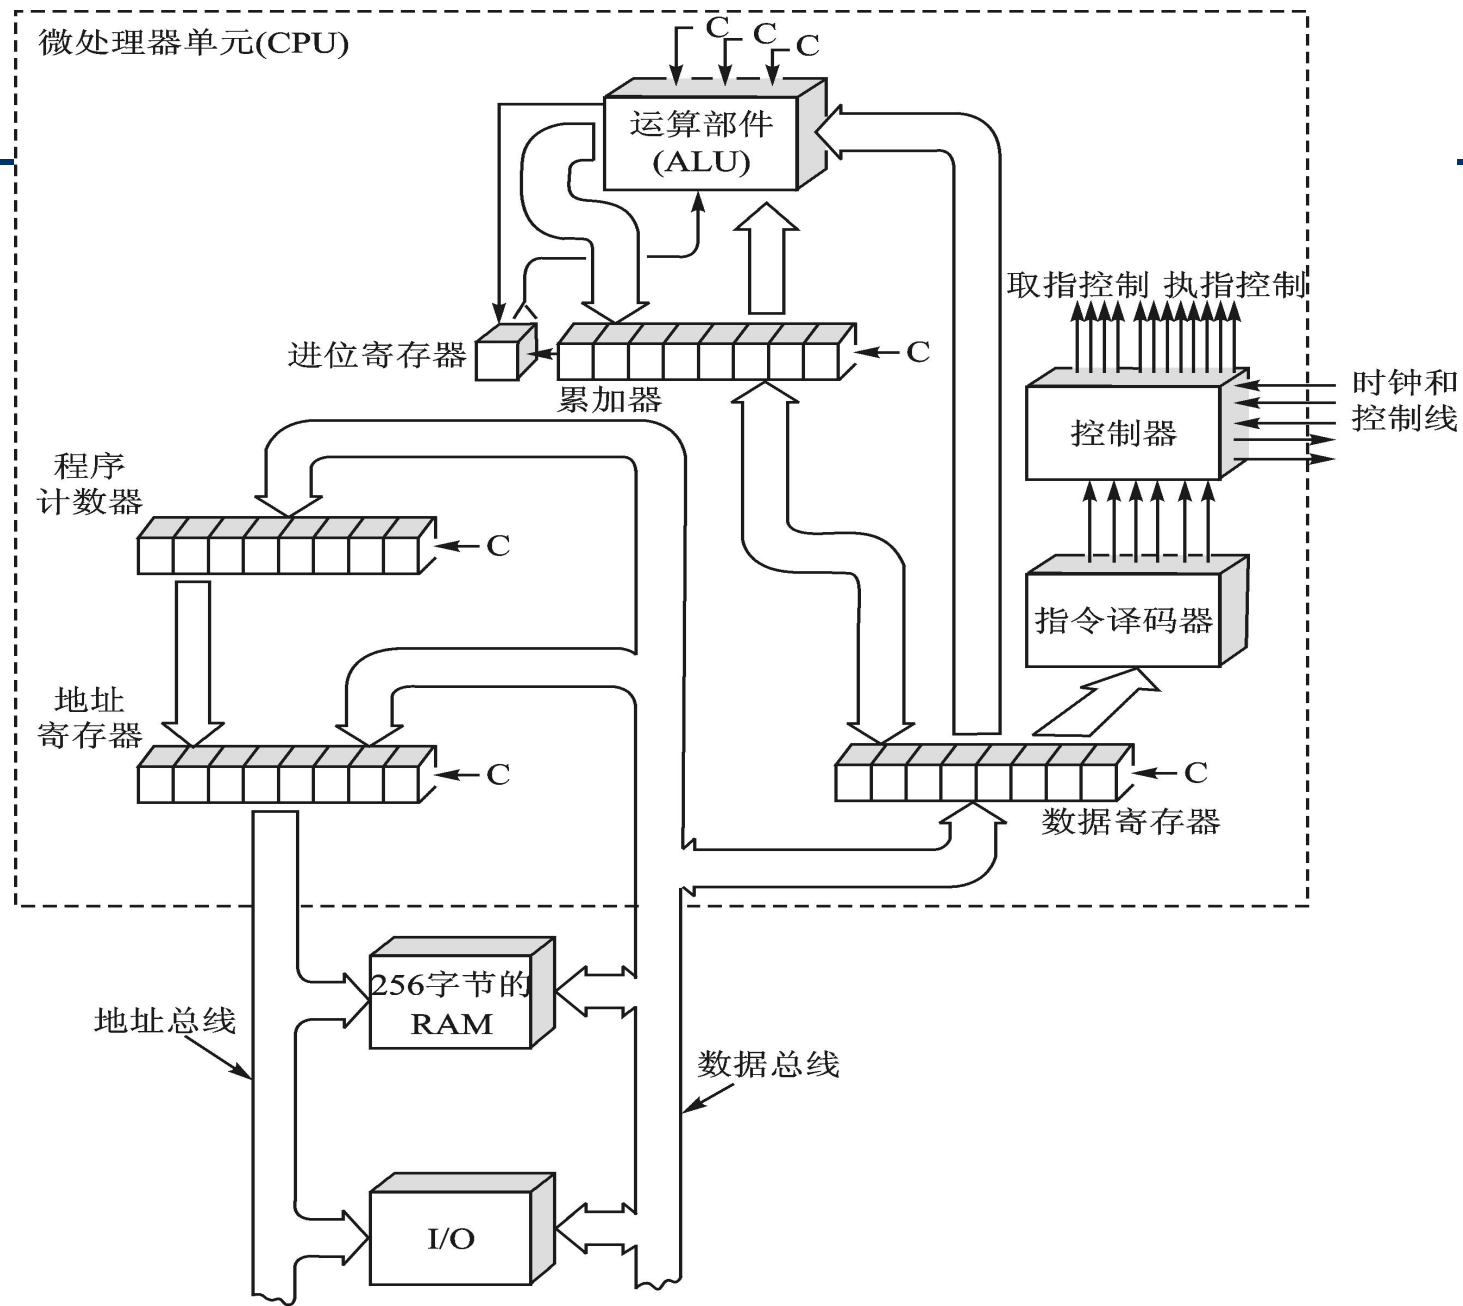 微处理器单元(CPU)
C
C
C
运算部件
(ALU)
取指控制 执指控制
进位寄存器
C
累加器
时钟和
控制线
控制器
程序
计数器
C
指令译码器
地址
寄存器
C
C
数据寄存器
256字节的
RAM
地址总线
数据总线
I/O